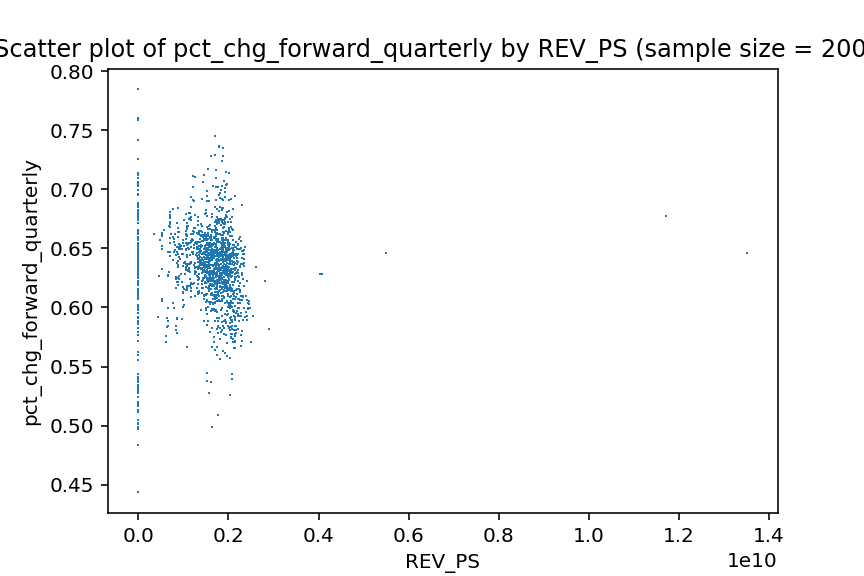 Scatter plot of pct_chg_forward_quarterly by REV_PS (sample size = 200
0.80
0.75
0.70
0.65
0.60
0.55
0.50
0.45
pct_chg_forward_quarterly
0.0 0.2 0.4 0.6 0.8 1.0 1.2 1.4
1e10
REV_PS